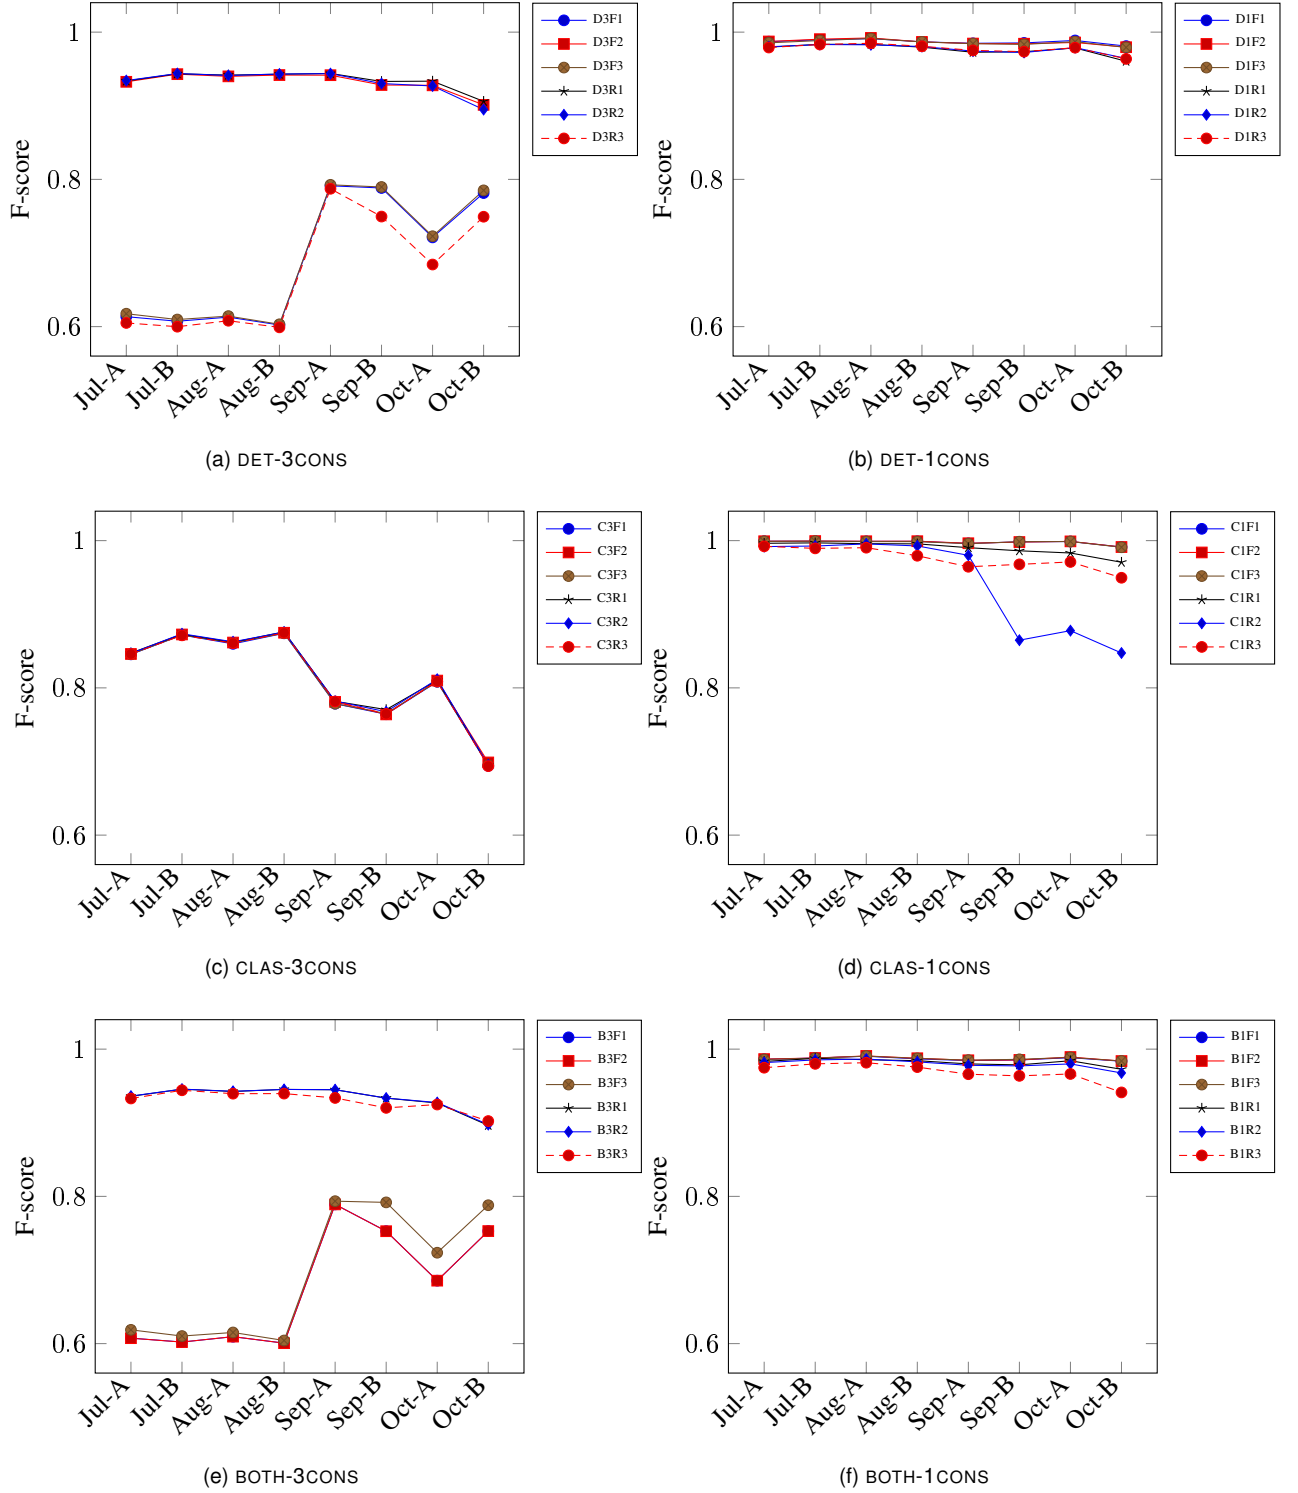 1
0.8
0.6
F-score
Jul-A
Jul-B
Aug-A
Aug-B
Sep-A
Sep-B
Oct-A
Oct-B
D3F1
D3F2
D3F3
D3R1
D3R2
D3R3
(a) DET-3CONS
1
0.8
0.6
F-score
Jul-A
Jul-B
Aug-A
Aug-B
Sep-A
Sep-B
Oct-A
Oct-B
D1F1
D1F2
D1F3
D1R1
D1R2
D1R3
(b) DET-1CONS
1
0.8
0.6
F-score
Jul-A
Jul-B
Aug-A
Aug-B
Sep-A
Sep-B
Oct-A
Oct-B
C3F1
C3F2
C3F3
C3R1
C3R2
C3R3
(c) CLAS-3CONS
1
0.8
0.6
F-score
Jul-A
Jul-B
Aug-A
Aug-B
Sep-A
Sep-B
Oct-A
Oct-B
C1F1
C1F2
C1F3
C1R1
C1R2
C1R3
(d) CLAS-1CONS
1
0.8
0.6
F-score
Jul-A
Jul-B
Aug-A
Aug-B
Sep-A
Sep-B
Oct-A
Oct-B
B3F1
B3F2
B3F3
B3R1
B3R2
B3R3
(e) BOTH-3CONS
1
0.8
0.6
F-score
Jul-A
Jul-B
Aug-A
Aug-B
Sep-A
Sep-B
Oct-A
Oct-B
B1F1
B1F2
B1F3
B1R1
B1R2
B1R3
(f) BOTH-1CONS